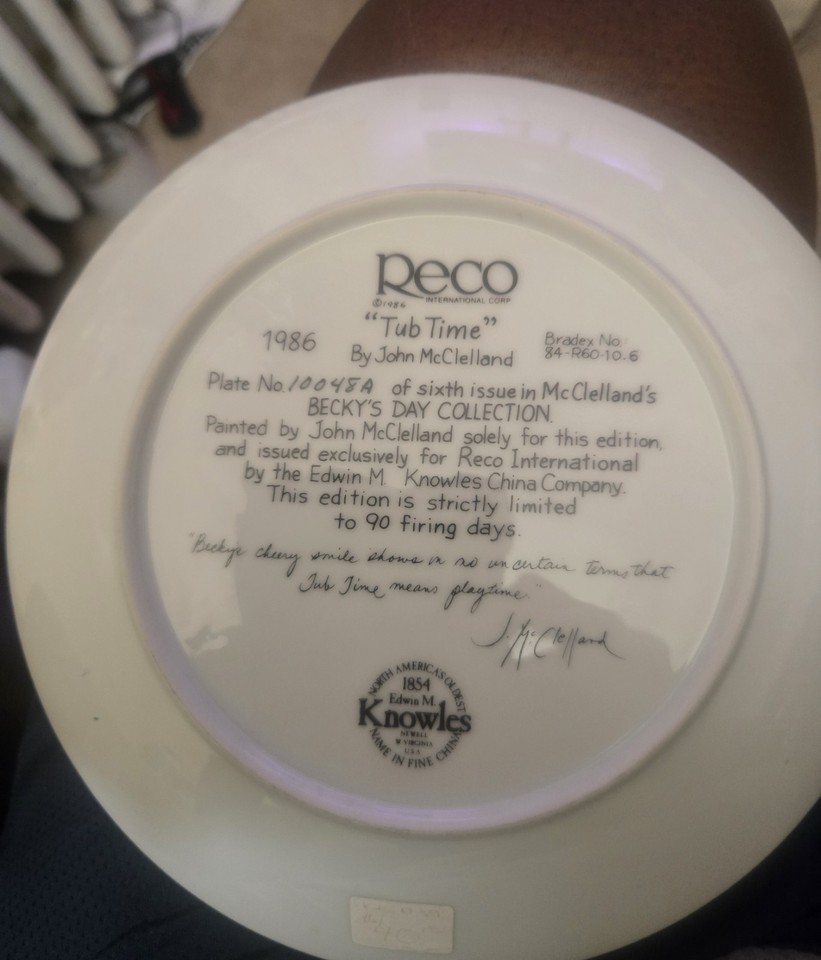 Reco
©1986 INTERNATIONAL CORP
"Tub Time"
1986
By John McClelland
Bradex No.
84-R60-10.6
Plate No. 10048A of sixth issue in McClelland's
BECKY'S DAY COLLECTION.
Painted by John McClelland solely for this edition,
and issued exclusively for Reco International
by the Edwin M. Knowles China Company.
This edition is strictly limited
to 90 firing days.
"Beckys cheery smile shows in no uncertain terms that
Tub Time means playtime."
J. McClelland
NORTH AMERICA'S OLDEST
1854
Edwin M.
Knowles
NEWELL
W VIRGINIA
U.S.A
NAME IN FINE CHINA